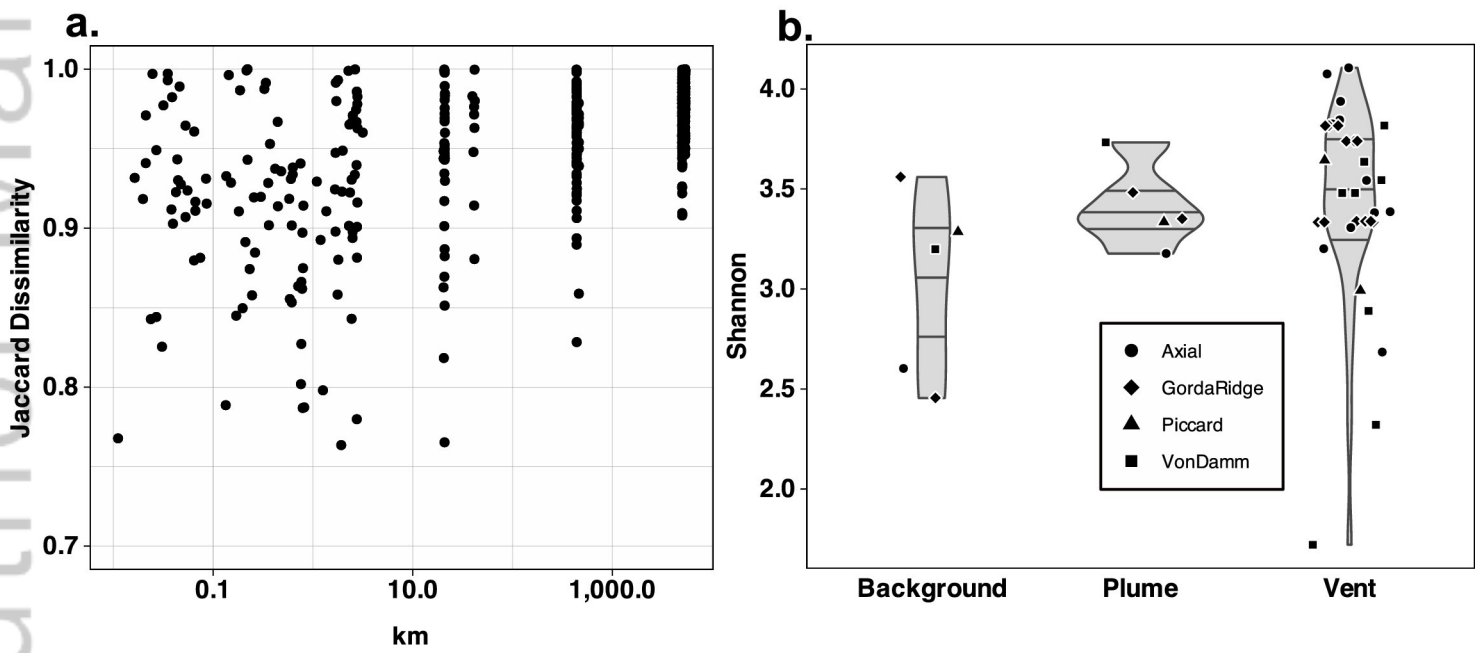 a.
Jaccard Dissimilarity
1.0
0.9
0.8
0.7
0.1 10.0 1,000.0
km
b.
Shannon
4.0
3.5
3.0
2.5
2.0
Axial
GordaRidge
Piccard
VonDamm
Background Plume Vent